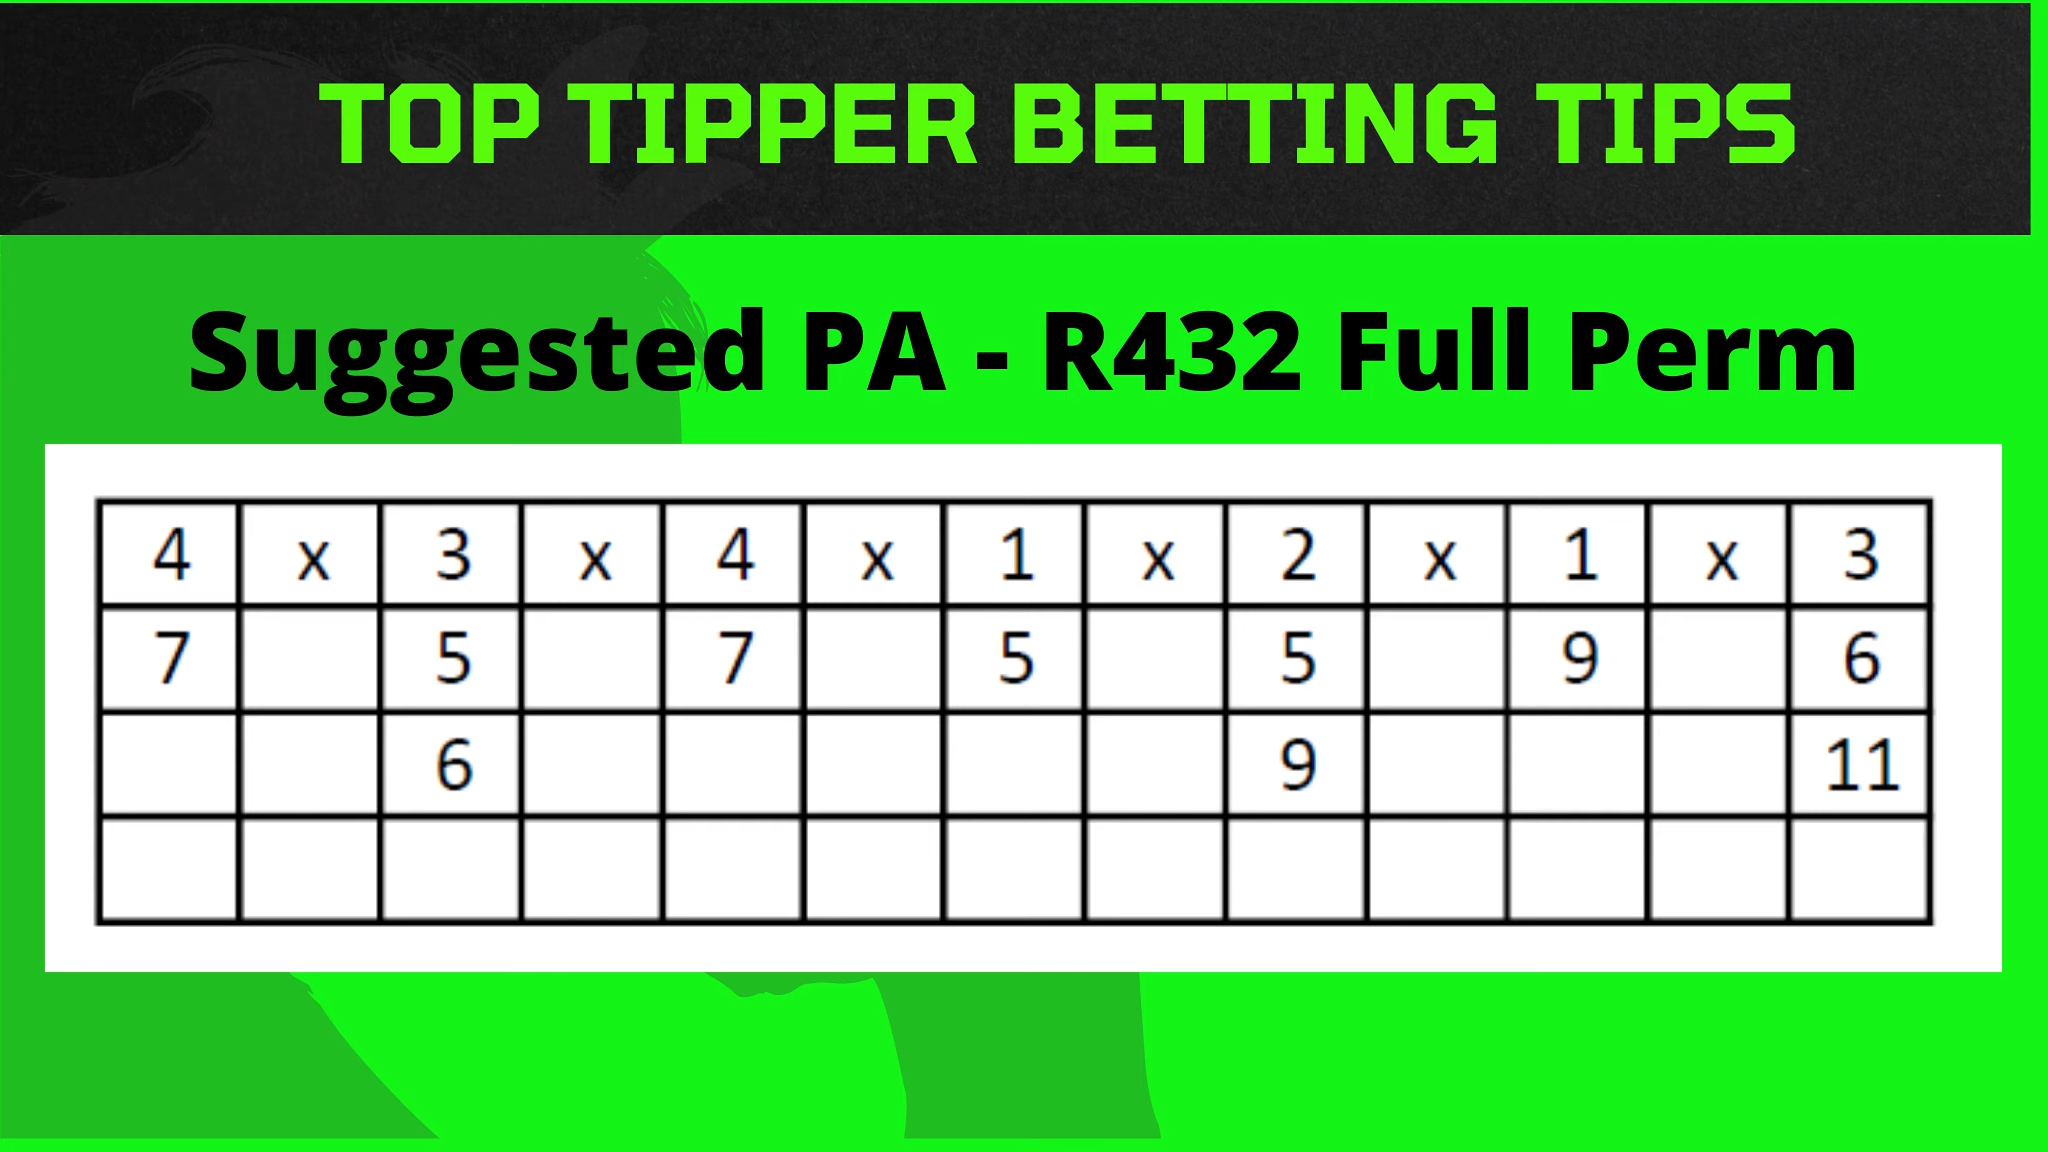 TOP TIPPER BETTING TIPS
Suggested PA - R432 Full Perm
4 x 3 x 4 x 1 x 2 x 1 x 3
7 5 7 5 5 9 6
6 9 11